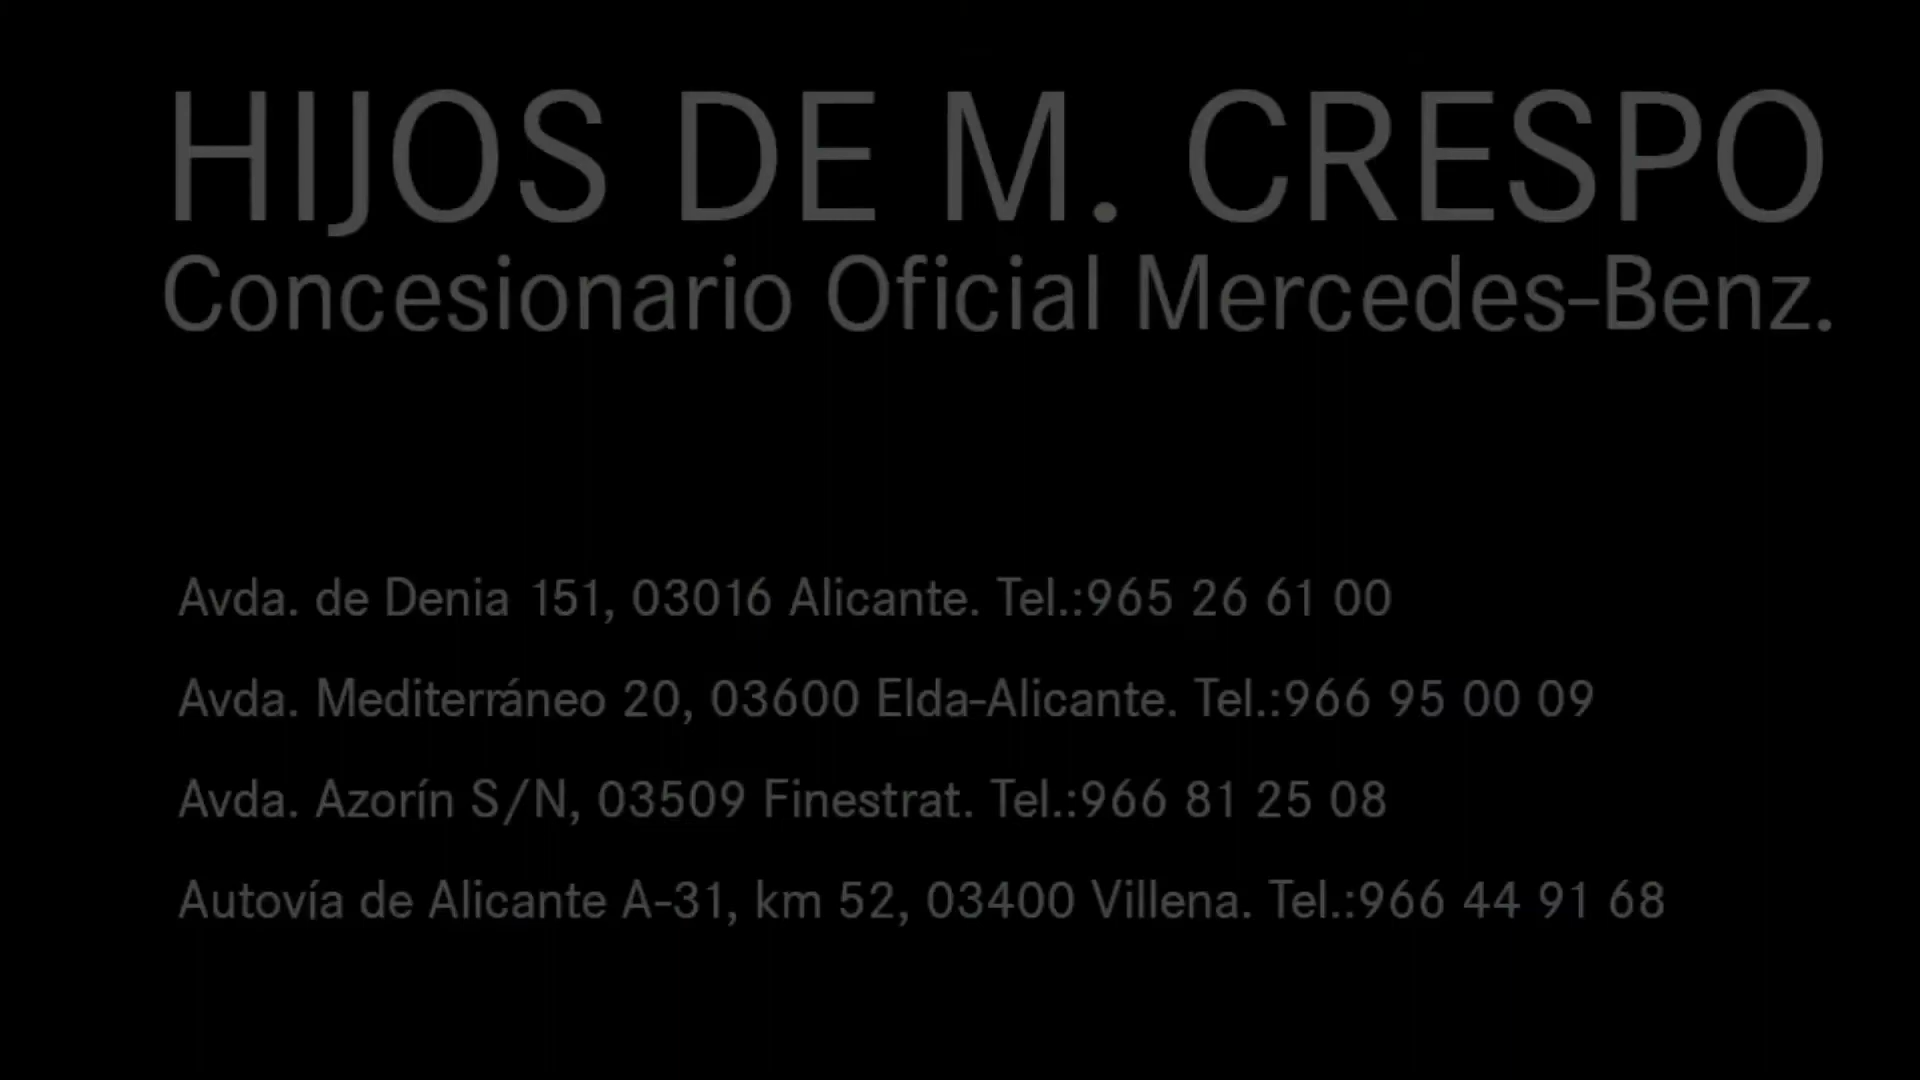 HIJOS DE M. CRESPO
Concesionario Oficial Mercedes-Benz.
Avda. de Denia 151, 03016 Alicante. Tel.:965 26 61 00
Avda. Mediterráneo 20, 03600 Elda-Alicante. Tel.:966 95 00 09
Avda. Azorín S/N, 03509 Finestrat. Tel.:966 81 25 08
Autovía de Alicante A-31, km 52, 03400 Villena. Tel.:966 44 91 68